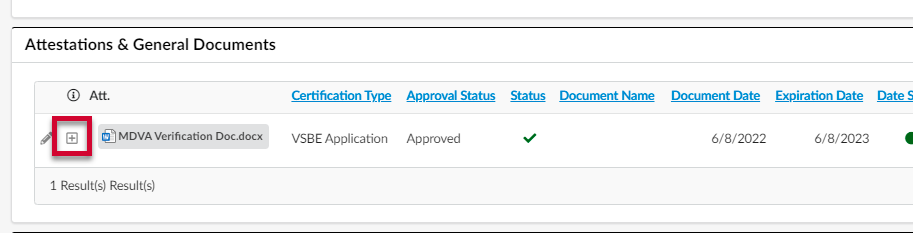 Attestations & General Documents
Att. Certification Type Approval Status Status Document Name Document Date Expiration Date Date S
MDVA Verification Doc.docx VSBE Application Approved 6/8/2022 6/8/2023
1 Result(s) Result(s)